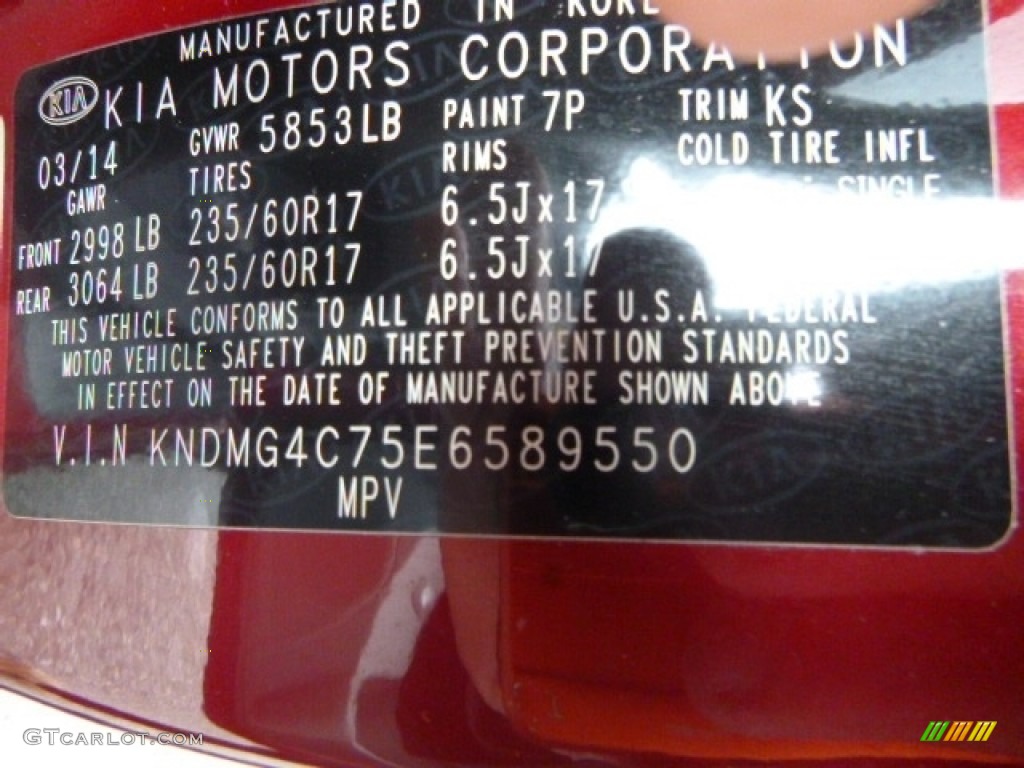 MANUFACTURED IN KORE
KIA KIA MOTORS CORPORATION
03/14 GVWR 5853LB PAINT 7P TRIM KS
GAWR TIRES RIMS COLD TIRE INFL
SINGLE
FRONT 2998 LB 235/60R17 6.5Jx17
REAR 3064 LB 235/60R17 6.5Jx17
THIS VEHICLE CONFORMS TO ALL APPLICABLE U.S.A. FEDERAL
MOTOR VEHICLE SAFETY AND THEFT PREVENTION STANDARDS
IN EFFECT ON THE DATE OF MANUFACTURE SHOWN ABOVE
V.I.N KNDMG4C75E6589550
MPV
GTCarLot.com